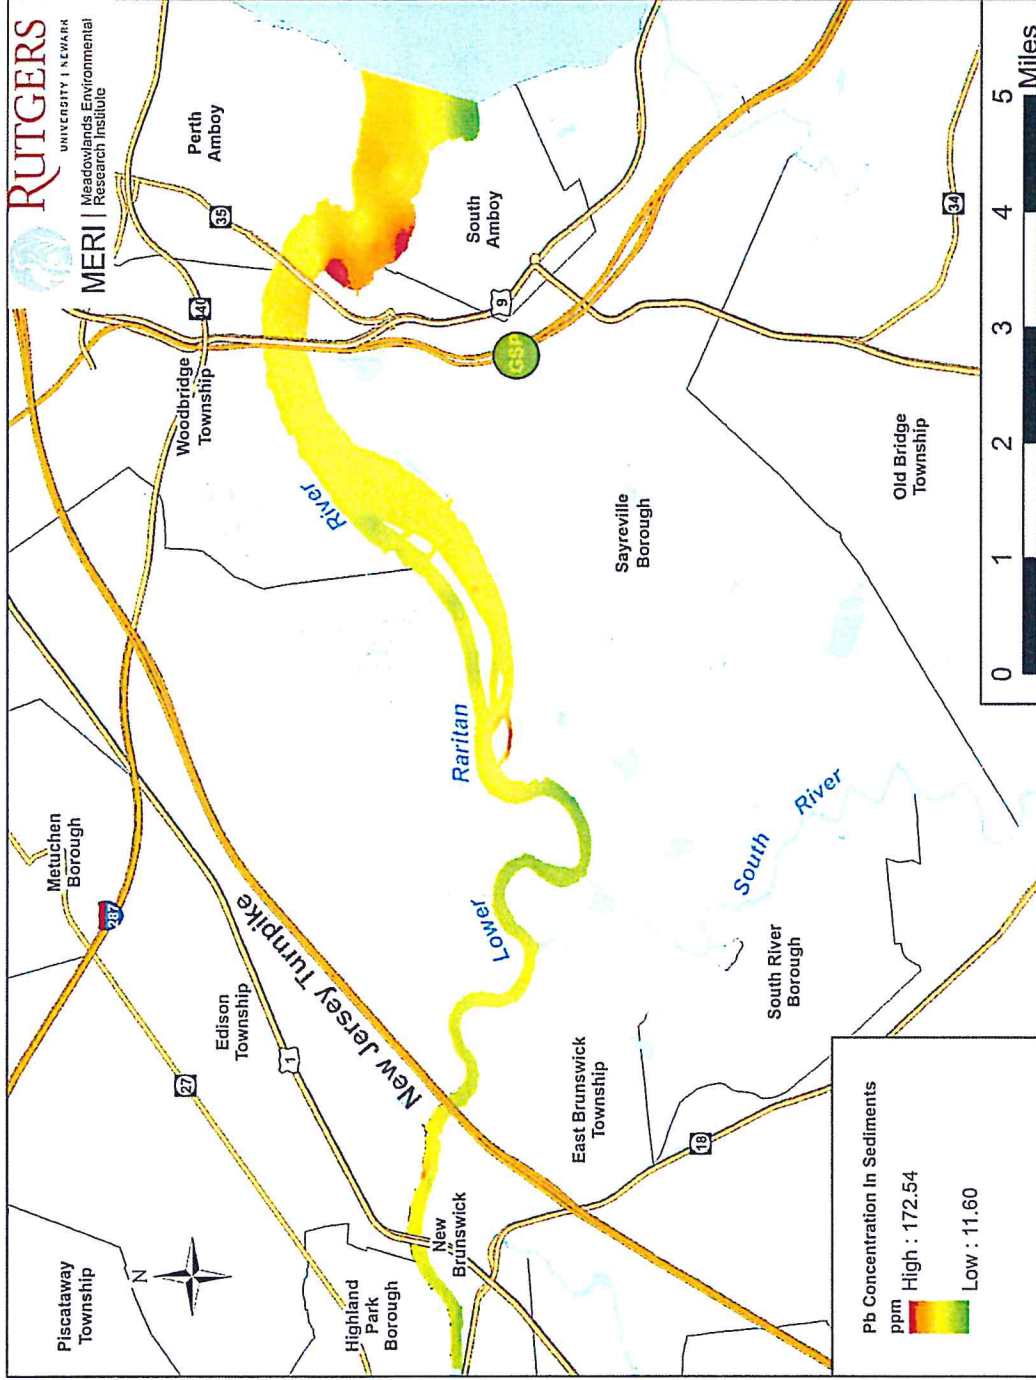 RUTGERS
UNIVERSITY | NEWARK
MERI | Meadowlands Environmental
Research Institute
Piscataway
Township
N
Highland
Park
Borough
New
Brunswick
27
Edison
Township
1
287
Metuchen
Borough
New Jersey Turnpike
Woodbridge
Township
440
35
Perth
Amboy
South
Amboy
9
GSP
Lower
Raritan
River
Sayreville
Borough
South
River
South River
Borough
East Brunswick
Township
18
Old Bridge
Township
34
Pb Concentration In Sediments
ppm
High : 172.54
Low : 11.60
0 1 2 3 4 5
Miles